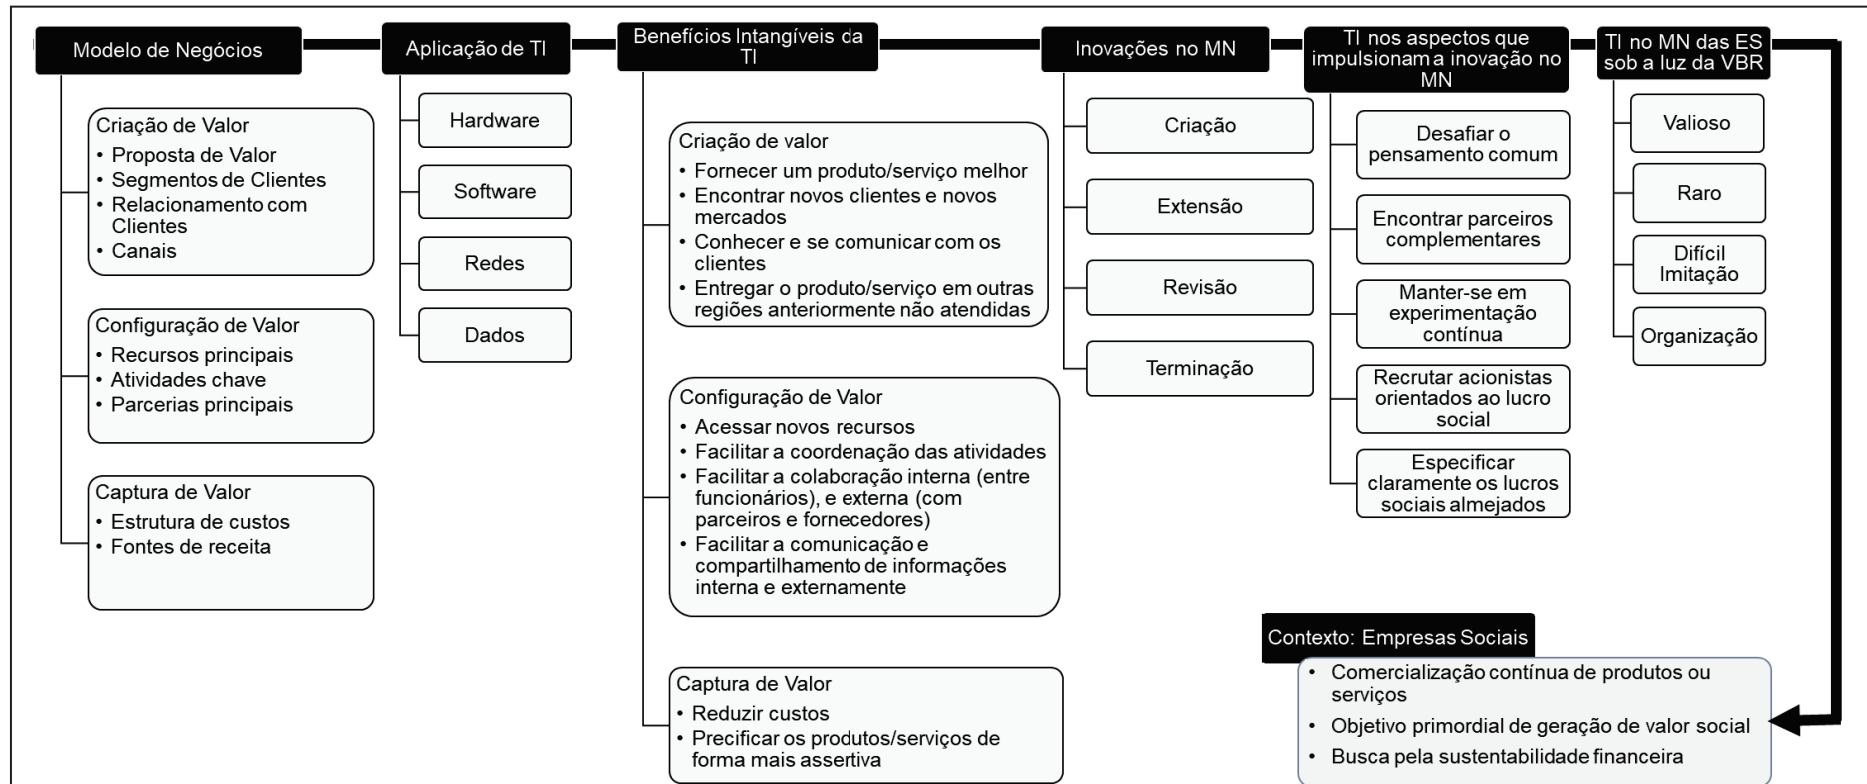 Modelo de Negócios
Criação de Valor
• Proposta de Valor
• Segmentos de Clientes
• Relacionamento com
Clientes
• Canais
Configuração de Valor
• Recursos principais
• Atividades chave
• Parcerias principais
Captura de Valor
• Estrutura de custos
• Fontes de receita
Aplicação de TI
Hardware
Software
Redes
Dados
Benefícios Intangíveis da
TI
Criação de valor
• Fornecer um produto/serviço melhor
• Encontrar novos clientes e novos
mercados
• Conhecer e se comunicar com os
clientes
• Entregar o produto/serviço em outras
regiões anteriormente não atendidas
Configuração de Valor
• Acessar novos recursos
• Facilitar a coordenação das atividades
• Facilitar a colaboração interna (entre
funcionários), e externa (com
parceiros e fornecedores)
• Facilitar a comunicação e
compartilhamento de informações
interna e externamente
Captura de Valor
• Reduzir custos
• Precificar os produtos/serviços de
forma mais assertiva
Inovações no MN
Criação
Extensão
Revisão
Terminação
TI nos aspectos que
impulsionam a inovação no
MN
Desafiar o
pensamento comum
Encontrar parceiros
complementares
Manter-se em
experimentação
contínua
Recrutar acionistas
orientados ao lucro
social
Especificar
claramente os lucros
sociais almejados
TI no MN das ES
sob a luz da VBR
Valioso
Raro
Difícil
Imitação
Organização
Contexto: Empresas Sociais
• Comercialização contínua de produtos ou
serviços
• Objetivo primordial de geração de valor social
• Busca pela sustentabilidade financeira